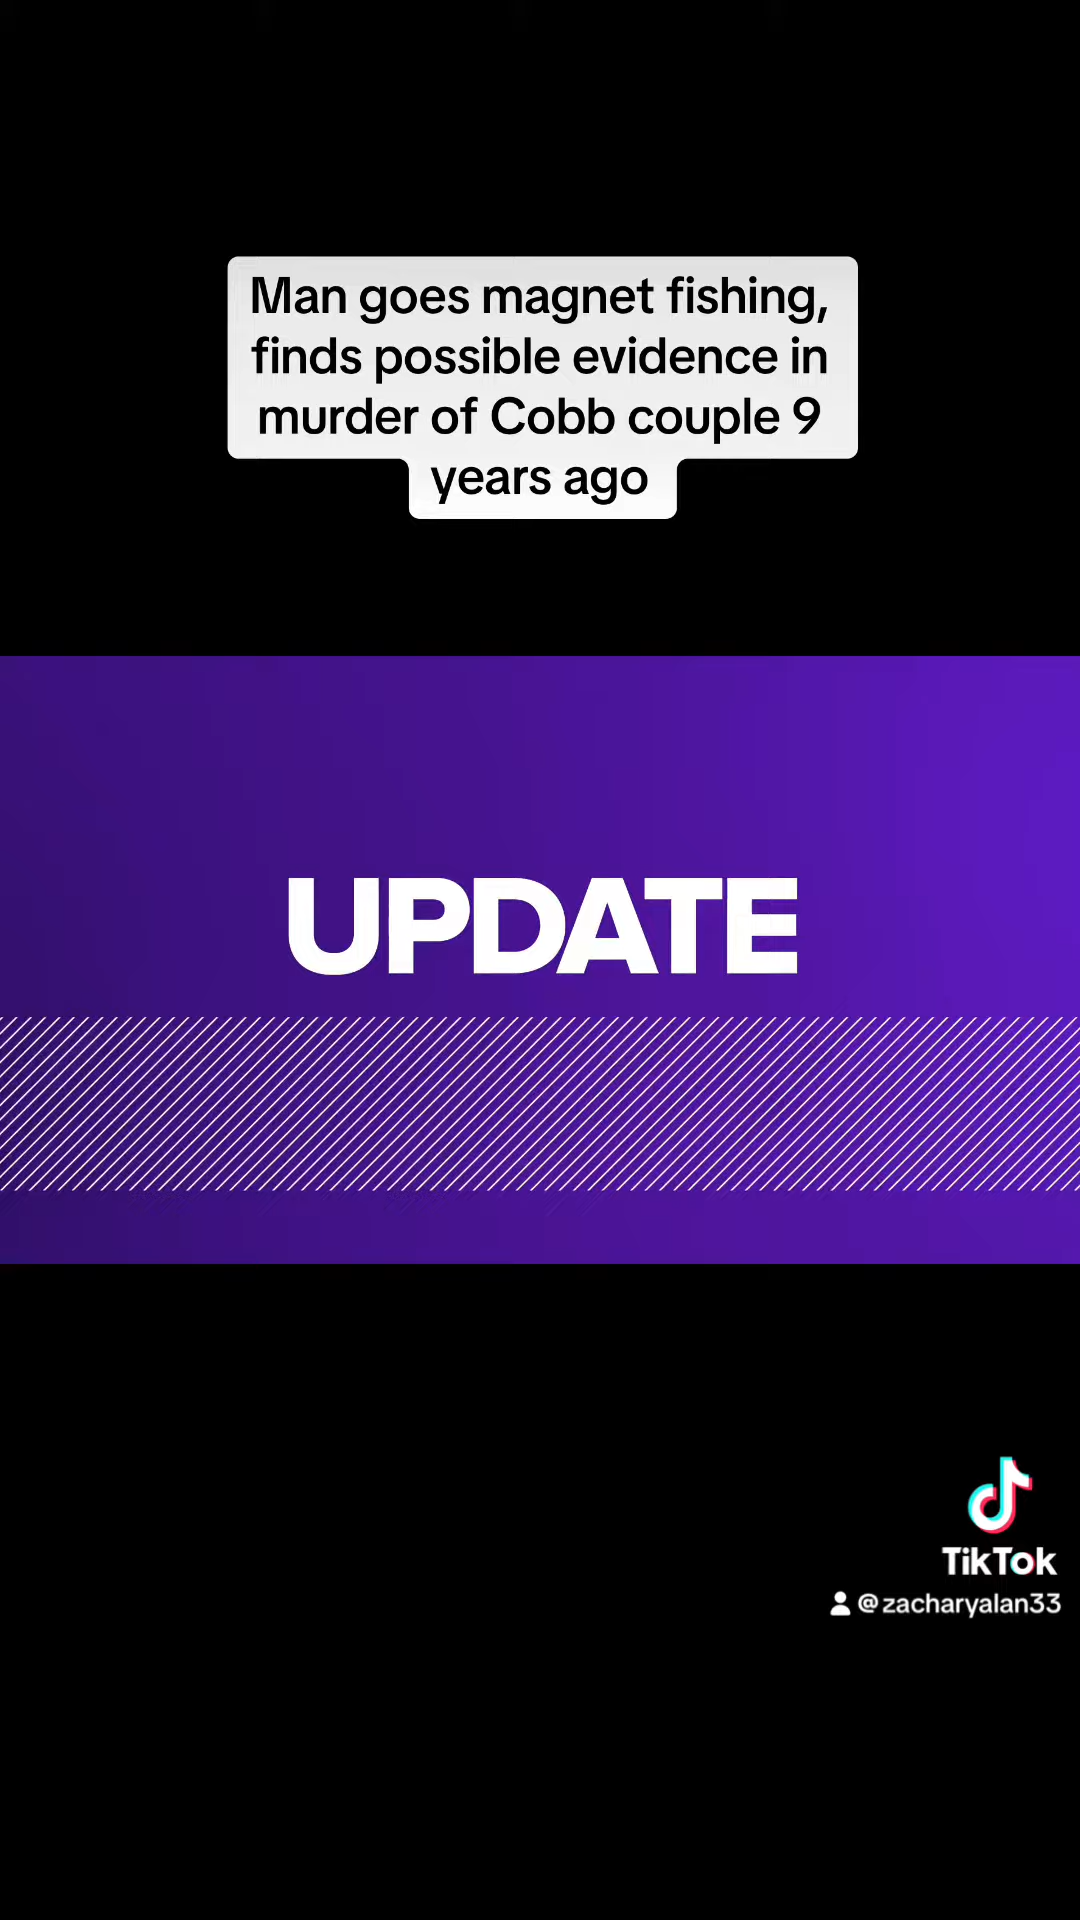 Man goes magnet fishing,
finds possible evidence in
murder of Cobb couple 9
years ago
UPDATE
TikTok
@zacharyalan33